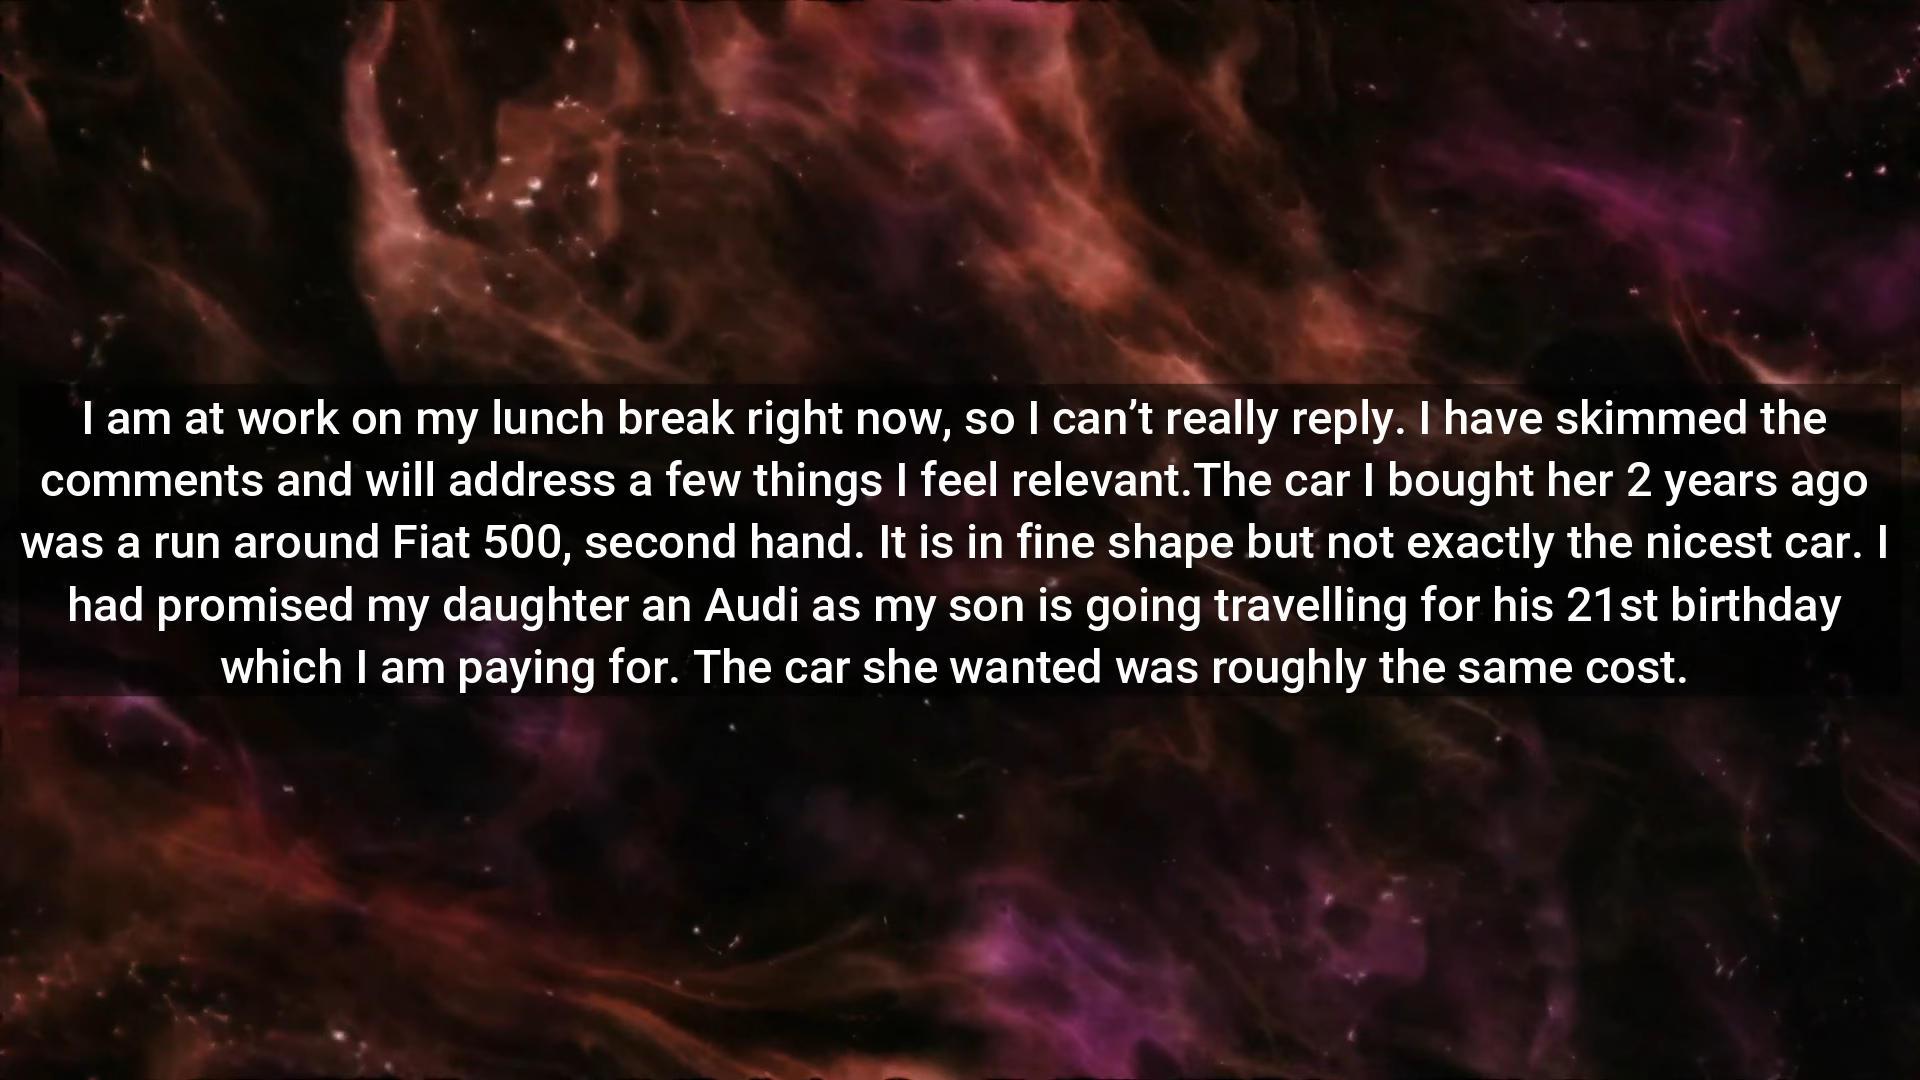 I am at work on my lunch break right now, so I can’t really reply. I have skimmed the
comments and will address a few things I feel relevant.The car I bought her 2 years ago
was a run around Fiat 500, second hand. It is in fine shape but not exactly the nicest car. I
had promised my daughter an Audi as my son is going travelling for his 21st birthday
which I am paying for. The car she wanted was roughly the same cost.